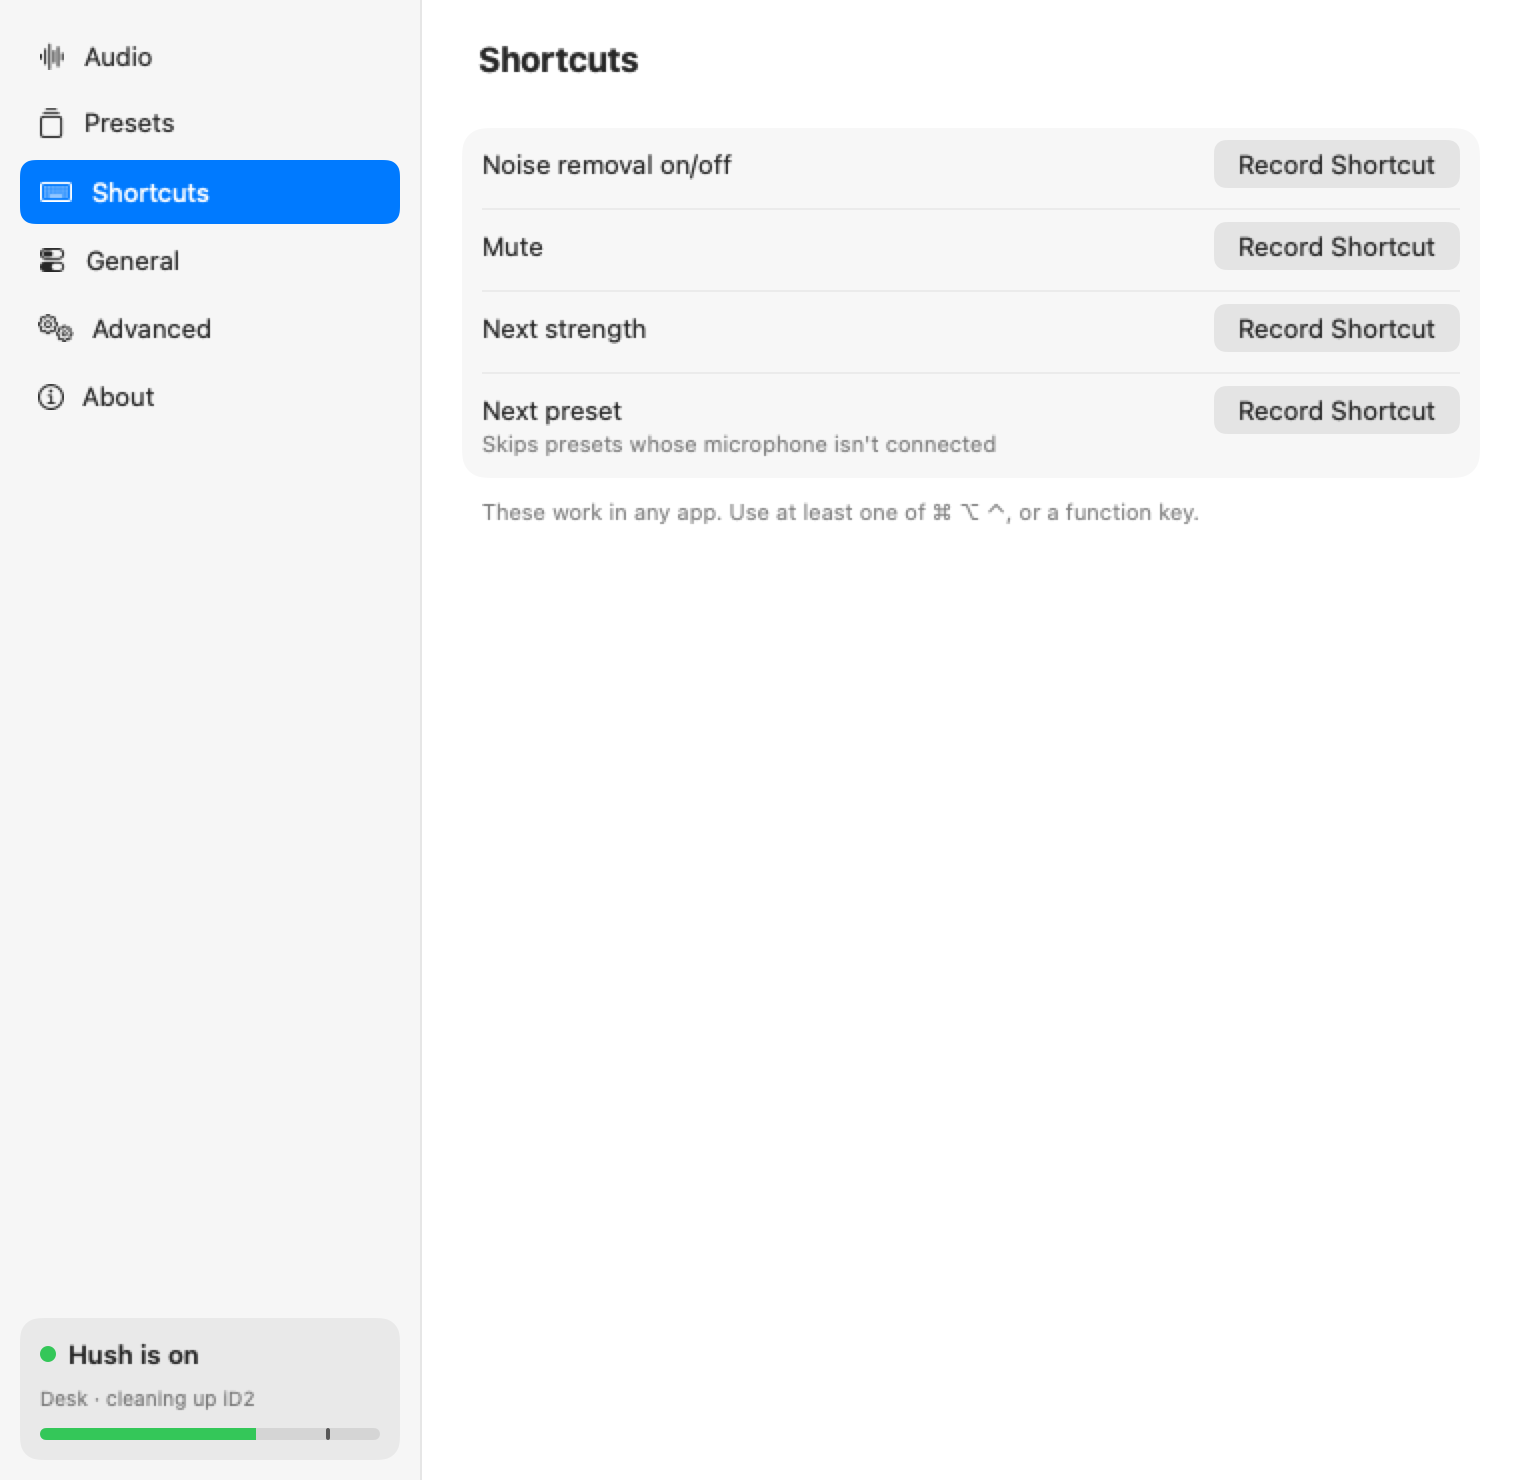 Audio
Presets
Shortcuts
General
Advanced
About
Hush is on
Desk · cleaning up iD2
Shortcuts
Noise removal on/off
Record Shortcut
Mute
Record Shortcut
Next strength
Record Shortcut
Next preset
Record Shortcut
Skips presets whose microphone isn't connected
These work in any app. Use at least one of ⌘ ⌥ ^, or a function key.